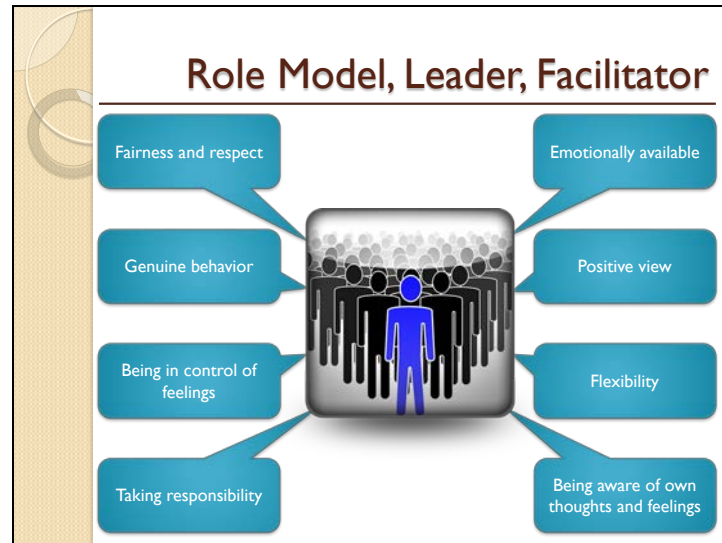 Role Model, Leader, Facilitator
Fairness and respect
Emotionally available
Genuine behavior
Positive view
Being in control of
feelings
Flexibility
Taking responsibility
Being aware of own
thoughts and feelings